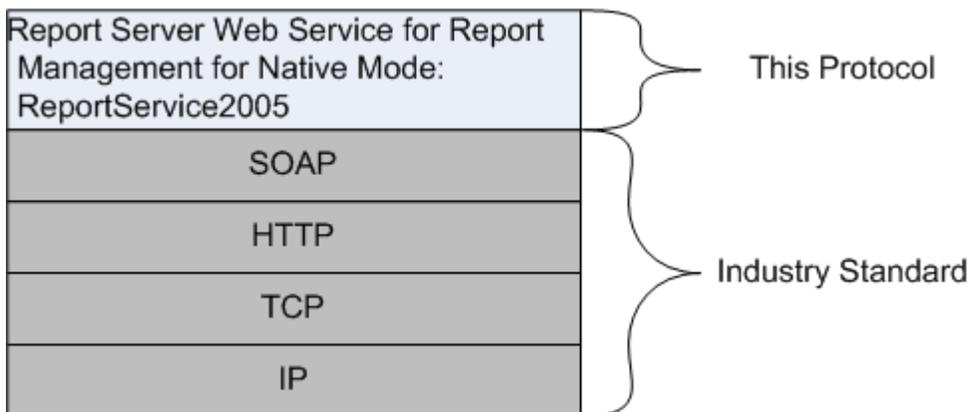 Report Server Web Service for Report
Management for Native Mode:
ReportService2005
This Protocol
SOAP
HTTP
TCP
IP
Industry Standard